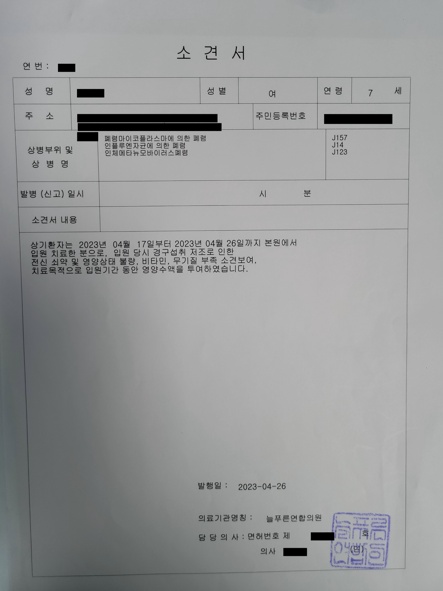 소 견 서
연 번 :
성 명 성 별 여 연 령 7 세
주 소 주민등록번호
상병부위 및
상 병 명
폐렴마이코플라스마에 의한 폐렴 J157
인플루엔자균에 의한 폐렴 J14
인체메타뉴모바이러스폐렴 J123
발병 (신고) 일시 시 분
소견서 내용
상기환자는 2023년 04월 17일부터 2023년 04월 26일까지 본원에서
입원 치료한 분으로, 입원 당시 경구섭취 저조로 인한
전신 쇠약 및 영양상태 불량, 비타민, 무기질 부족 소견보여,
치료목적으로 입원기간 동안 영양수액을 투여하였습니다.
발행일 : 2023-04-26
의료기관명칭 : 늘푸른연합의원
담 당 의 사 : 면허번호 제 호
의사 (인)